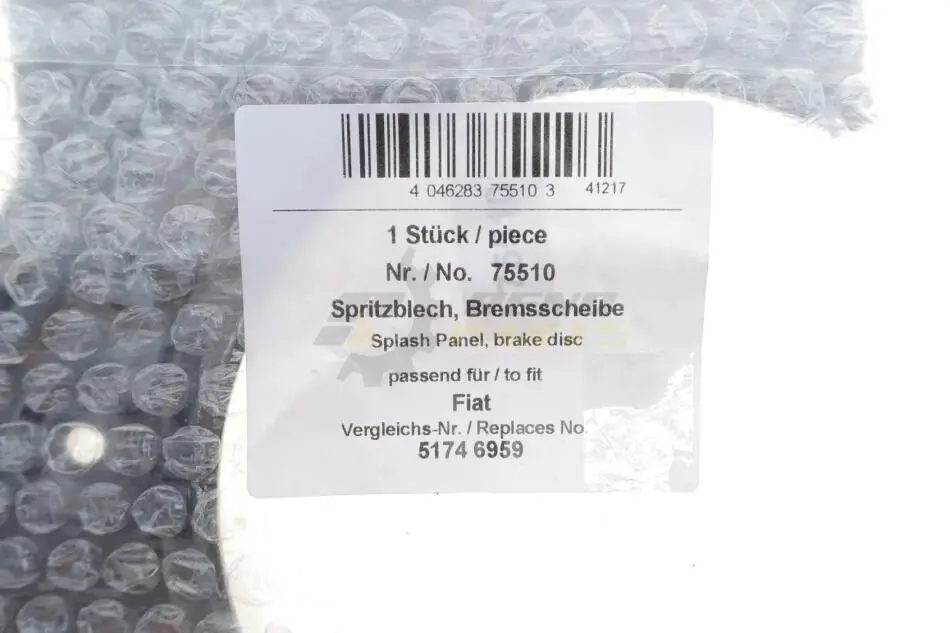 4 046283 75510 3 41217
1 Stück / piece
Nr. / No. 75510
Spritzblech, Bremsscheibe
Splash Panel, brake disc
passend für / to fit
Fiat
Vergleichs-Nr. / Replaces No
5174 6959